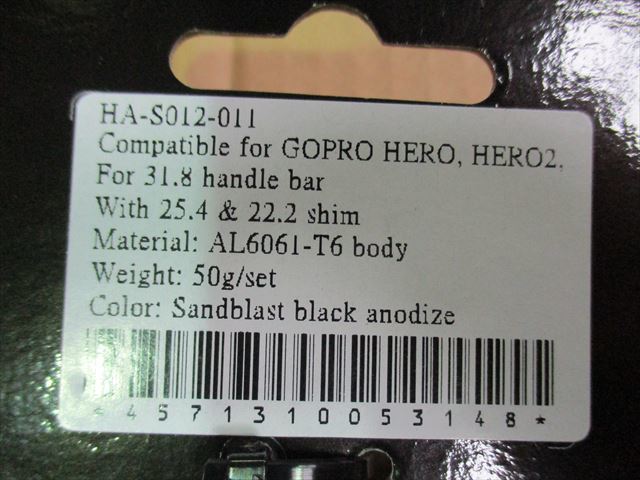 HA-S012-011
Compatible for GOPRO HERO, HERO2,
For 31.8 handle bar
With 25.4 & 22.2 shim
Material: AL6061-T6 body
Weight: 50g/set
Color: Sandblast black anodize
*4571310053148*